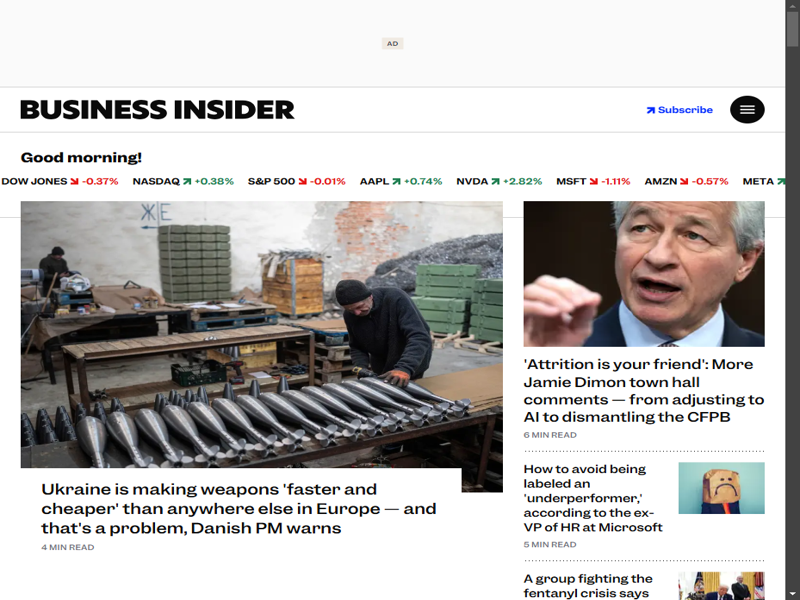 AD
BUSINESS INSIDER
Subscribe
Good morning!
DOW JONES -0.37% NASDAQ +0.38% S&P 500 -0.01% AAPL +0.74% NVDA +2.82% MSFT -1.11% AMZN -0.57% META
ЖЕ
Ukraine is making weapons 'faster and
cheaper' than anywhere else in Europe — and
that's a problem, Danish PM warns
4 MIN READ
'Attrition is your friend': More
Jamie Dimon town hall
comments — from adjusting to
AI to dismantling the CFPB
6 MIN READ
How to avoid being
labeled an
'underperformer,'
according to the ex-
VP of HR at Microsoft
5 MIN READ
A group fighting the
fentanyl crisis says